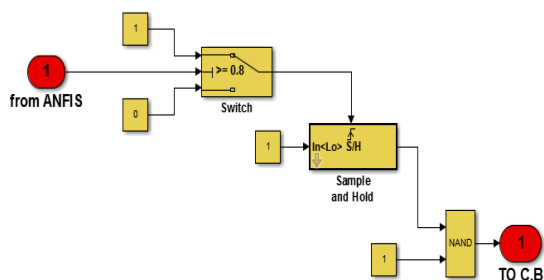 1
1
>= 0.8
from ANFIS
0
Switch
1
In<Lo> S/H
Sample
and Hold
NAND
1
1
TO C.B